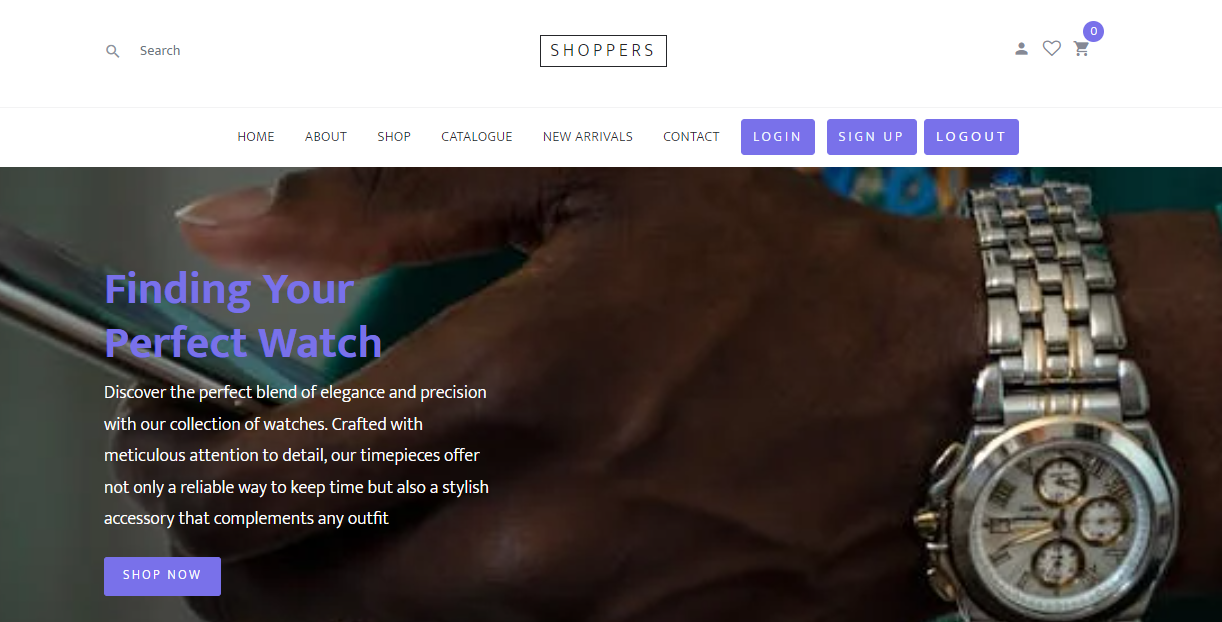 Search
SHOPPERS
0
HOME ABOUT SHOP CATALOGUE NEW ARRIVALS CONTACT LOGIN SIGN UP LOGOUT
Finding Your
Perfect Watch
Discover the perfect blend of elegance and precision
with our collection of watches. Crafted with
meticulous attention to detail, our timepieces offer
not only a reliable way to keep time but also a stylish
accessory that complements any outfit
SHOP NOW